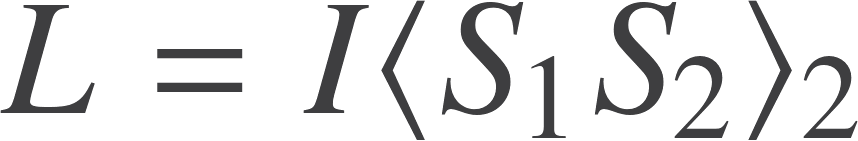 L = I⟨S₁S₂⟩₂